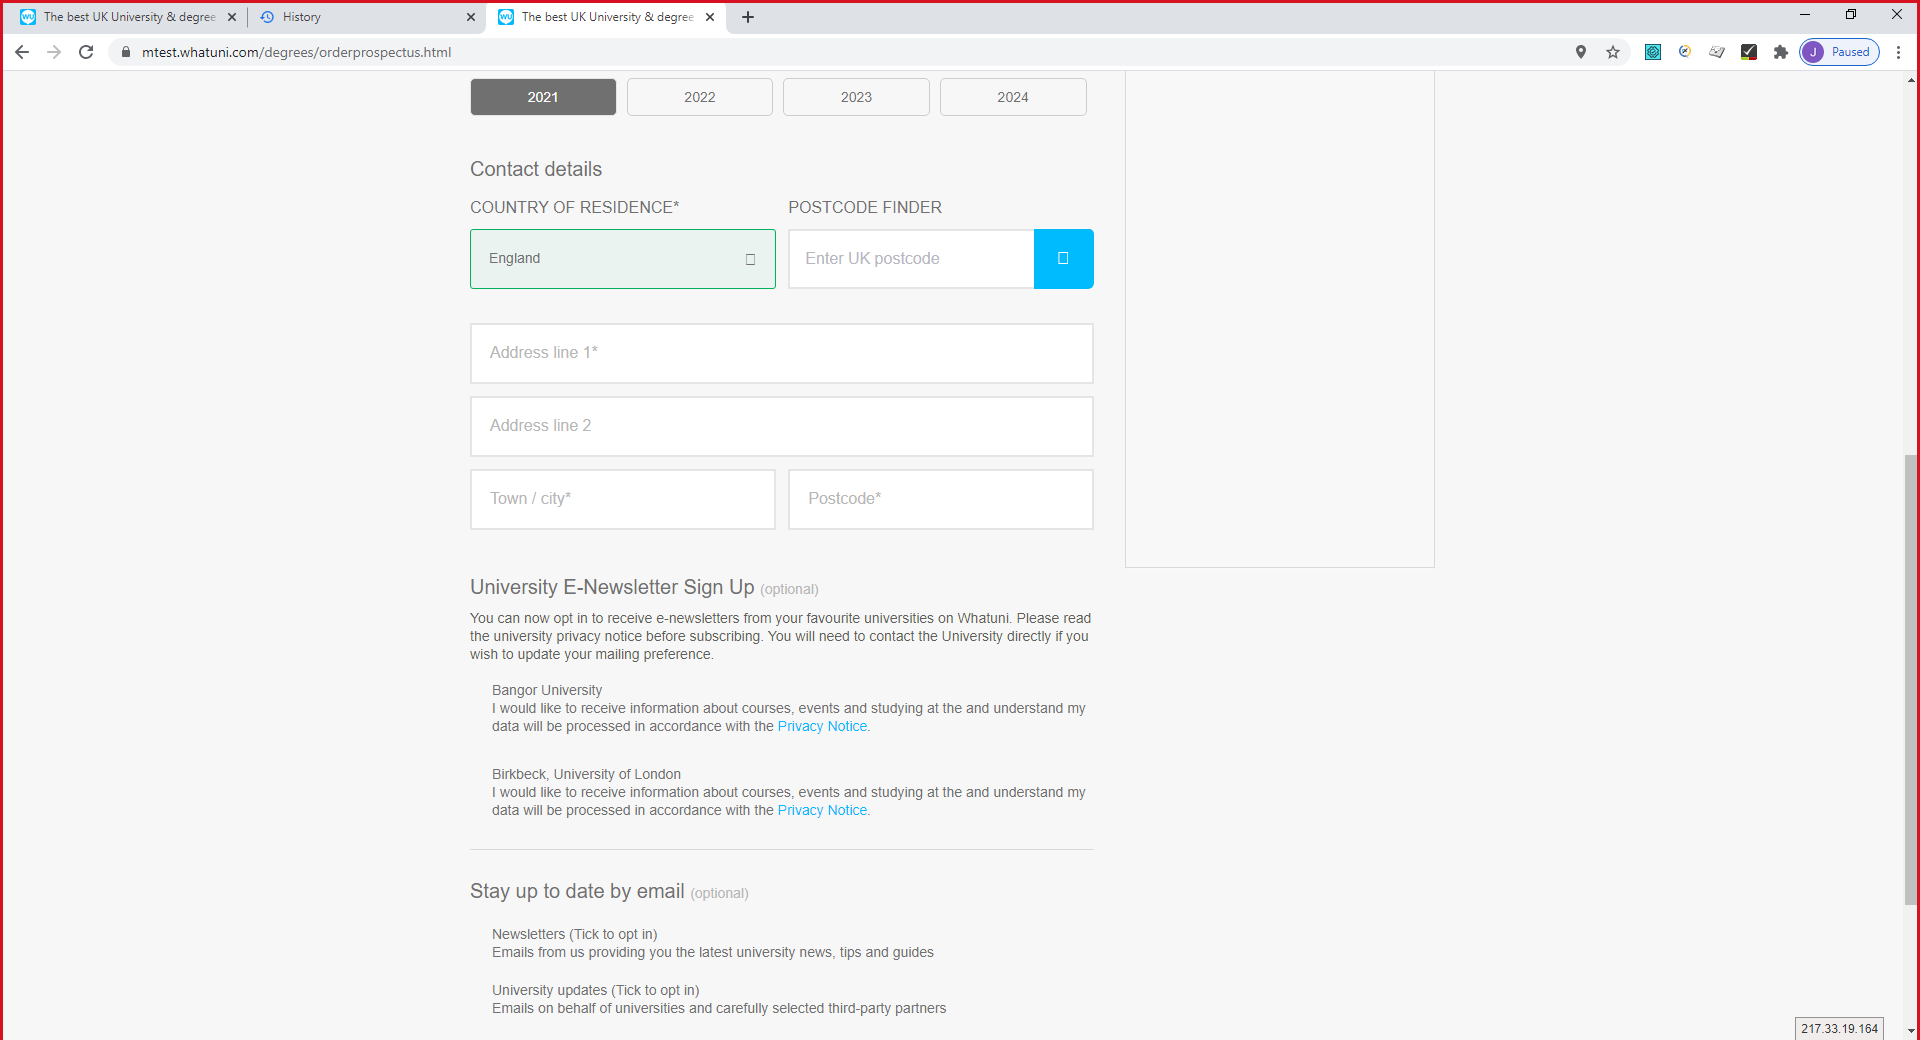 The best UK University & degree
History
The best UK University & degree
mtest.whatuni.com/degrees/orderprospectus.html
J Paused
2021 2022 2023 2024
Contact details
COUNTRY OF RESIDENCE* POSTCODE FINDER
England Enter UK postcode
Address line 1*
Address line 2
Town / city* Postcode*
University E-Newsletter Sign Up (optional)
You can now opt in to receive e-newsletters from your favourite universities on Whatuni. Please read
the university privacy notice before subscribing. You will need to contact the University directly if you
wish to update your mailing preference.
Bangor University
I would like to receive information about courses, events and studying at the and understand my
data will be processed in accordance with the Privacy Notice.
Birkbeck, University of London
I would like to receive information about courses, events and studying at the and understand my
data will be processed in accordance with the Privacy Notice.
Stay up to date by email (optional)
Newsletters (Tick to opt in)
Emails from us providing you the latest university news, tips and guides
University updates (Tick to opt in)
Emails on behalf of universities and carefully selected third-party partners
217.33.19.164